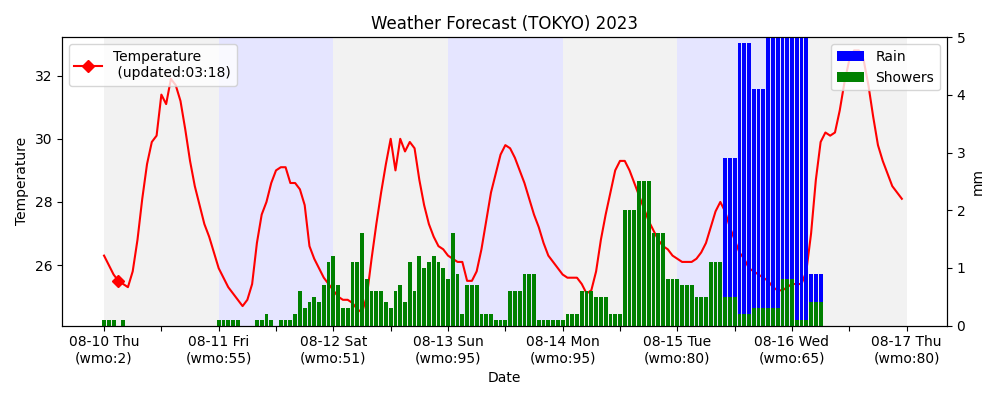 Weather Forecast (TOKYO) 2023
Temperature
(updated:03:18)
Rain
Showers
32
30
28
26
Temperature
5
4
3
2
1
0
mm
08-10 Thu
(wmo:2)
08-11 Fri
(wmo:55)
08-12 Sat
(wmo:51)
08-13 Sun
(wmo:95)
08-14 Mon
(wmo:95)
08-15 Tue
(wmo:80)
08-16 Wed
(wmo:65)
08-17 Thu
(wmo:80)
Date